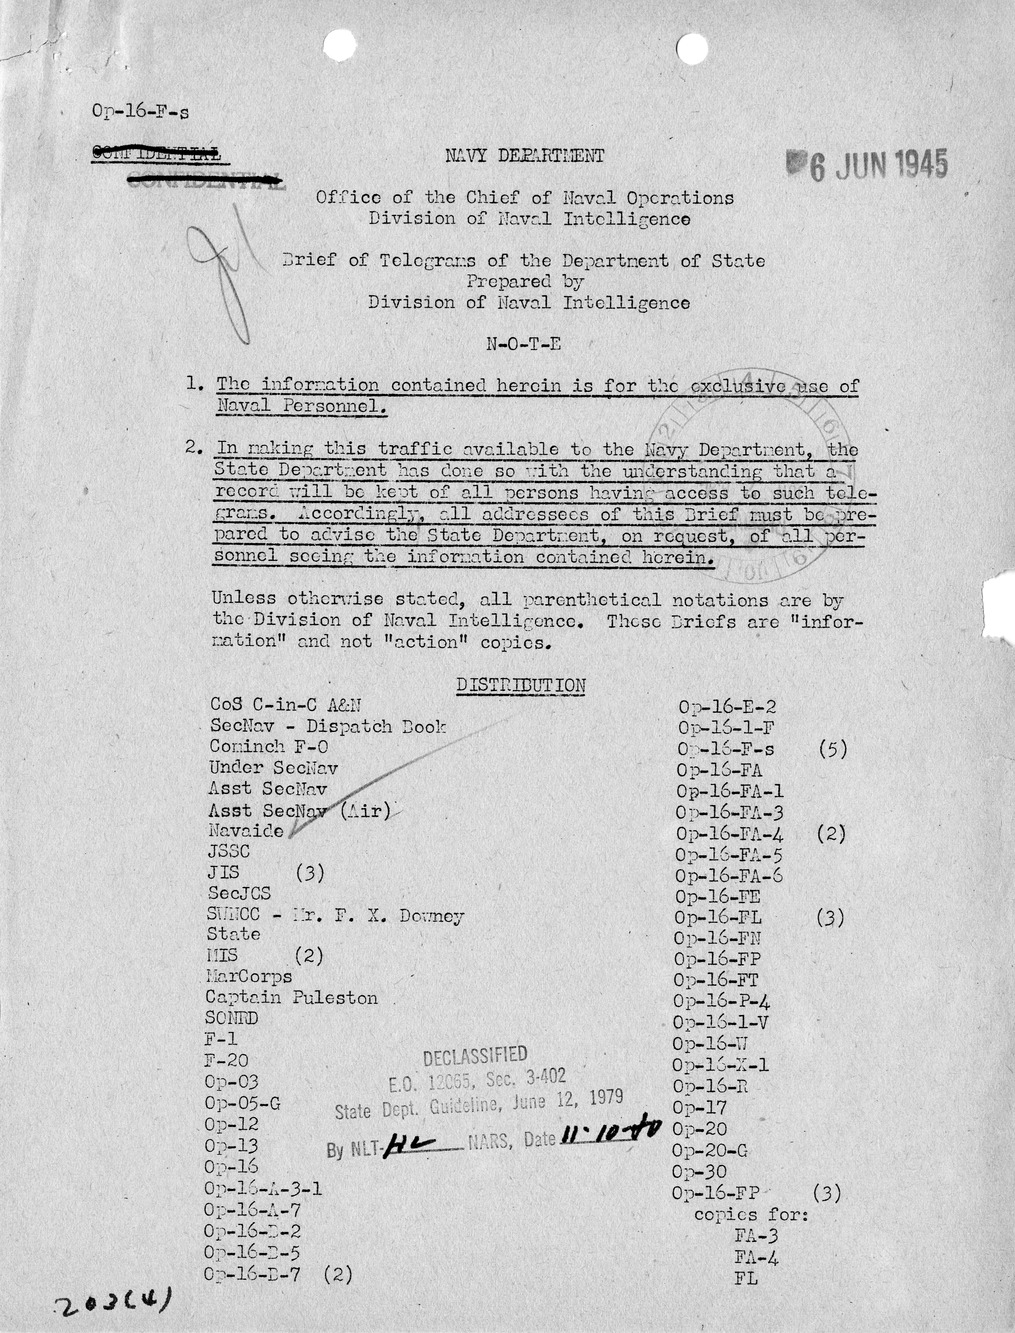 Op-16-F-s
CONFIDENTIAL
CONFIDENTIAL
NAVY DEPARTMENT
6 JUN 1945
Office of the Chief of Naval Operations
Division of Naval Intelligence
Brief of Telegrams of the Department of State
Prepared by
Division of Naval Intelligence
N-O-T-E
1. The information contained herein is for the exclusive use of
Naval Personnel.
2. In making this traffic available to the Navy Department, the
State Department has done so with the understanding that a
record will be kept of all persons having access to such tele-
grams. Accordingly, all addressees of this Brief must be pre-
pared to advise the State Department, on request, of all per-
sonnel seeing the information contained herein.
Unless otherwise stated, all parenthetical notations are by
the Division of Naval Intelligence. These Briefs are "infor-
mation" and not "action" copies.
DISTRIBUTION
CoS C-in-C A&N
SecNav - Dispatch Book
Cominch F-O
Under SecNav
Asst SecNav
Asst SecNav (Air)
Navaide
JSSC
JIS (3)
SecJCS
SWNCC - Mr. F. X. Downey
State
MIS (2)
MarCorps
Captain Puleston
SONRD
F-1
F-20
Op-03
Op-05-G
Op-12
Op-13
Op-16
Op-16-A-3-1
Op-16-A-7
Op-16-B-2
Op-16-B-5
Op-16-B-7 (2)
Op-16-E-2
Op-16-1-F
Op-16-F-s (5)
Op-16-FA
Op-16-FA-1
Op-16-FA-3
Op-16-FA-4 (2)
Op-16-FA-5
Op-16-FA-6
Op-16-FE
Op-16-FL (3)
Op-16-FN
Op-16-FP
Op-16-FT
Op-16-P-4
Op-16-1-V
Op-16-W
Op-16-X-1
Op-16-R
Op-17
Op-20
Op-20-G
Op-30
Op-16-FP (3)
copies for:
FA-3
FA-4
FL
DECLASSIFIED
E.O. 12065, Sec. 3-402
State Dept. Guideline, June 12, 1979
By NLT-HC NARS, Date 11-10-80
203(4)